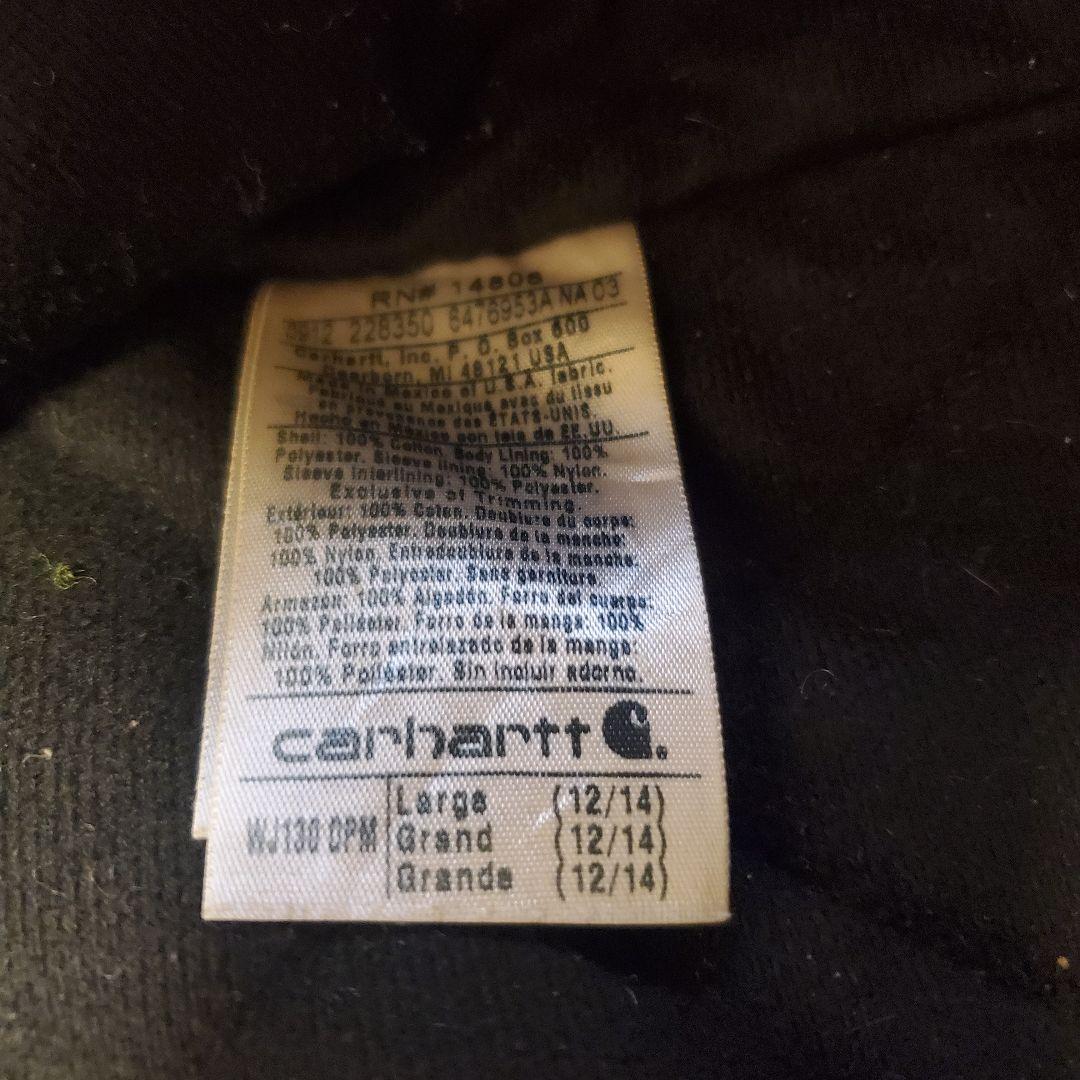 RN# 14806
0912 228350 6476953A NA 03
Carhartt, Inc. P. O. Box 600
Dearborn, MI 48121 USA
Made in Mexico of U.S.A. fabric.
Fabriqué au Mexique avec du tissu
en provenance des ÉTATS-UNIS.
Hecho en México con tela de EE.UU.
Shell: 100% Cotton. Body Lining: 100%
Polyester. Sleeve lining: 100% Nylon.
Sleeve interlining: 100% Polyester.
Exclusive of Trimming.
Extérieur: 100% Coton. Doublure du corps:
100% Polyester. Doublure de la manche:
100% Nylon. Entredoublure de la manche:
100% Polyester. Sans garniture.
Armazón: 100% Algodón. Forro del cuerpo:
100% Poliéster. Forro de la manga: 100%
Nilón. Forro entrelazado de la manga:
100% Poliéster. Sin incluir adorno.
carhartt
WJ130 OPM
Large (12/14)
Grand (12/14)
Grande (12/14)